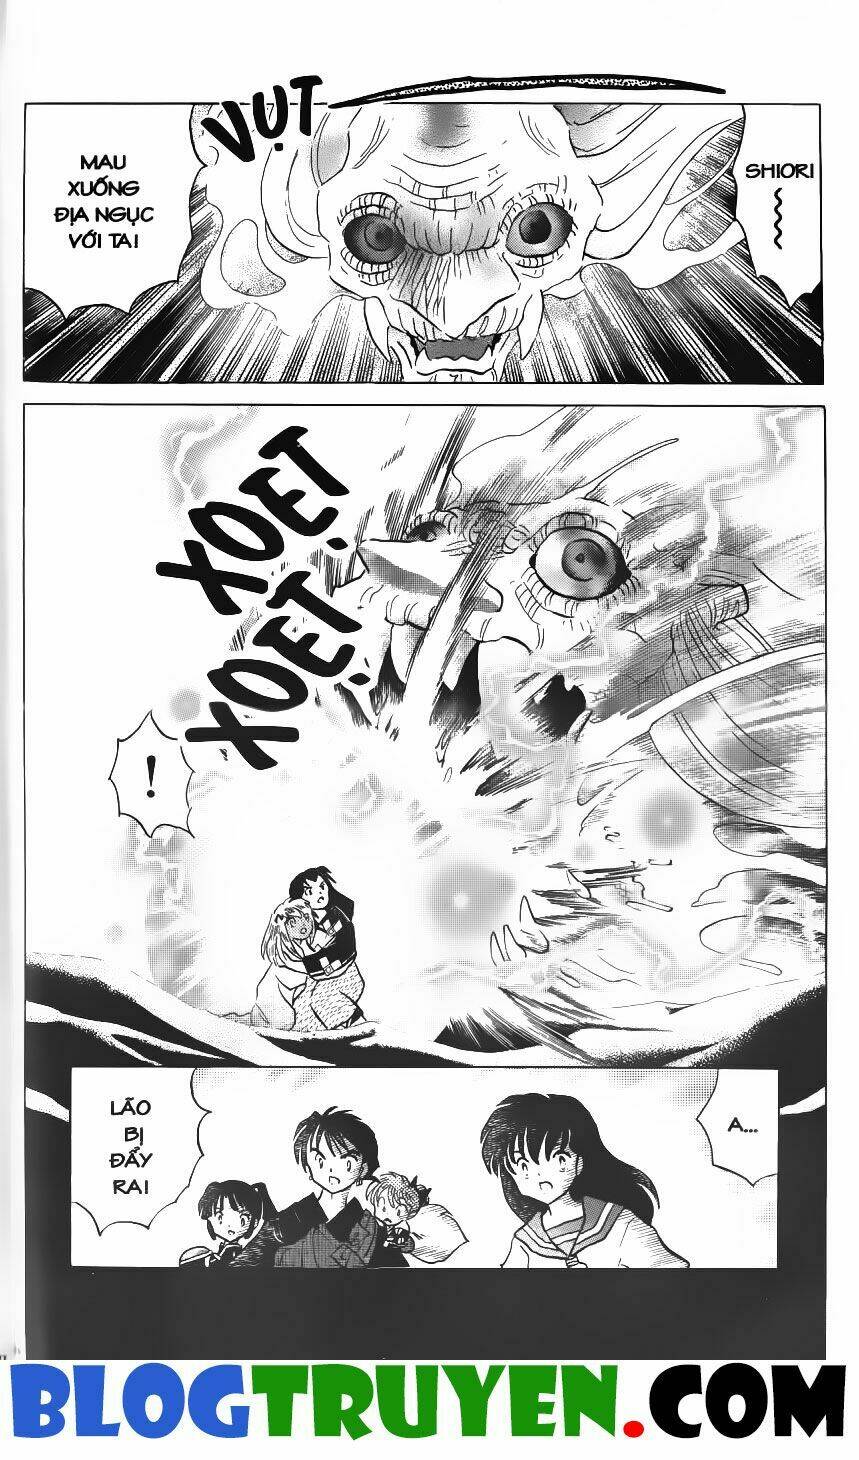 SHIORI
VỤT
MAU
XUỐNG
ĐỊA NGỤC
VỚI TA!
XOẸT
XOẸT
!
A...
LÃO
BỊ
ĐẨY
RA!
BLOGTRUYEN.COM